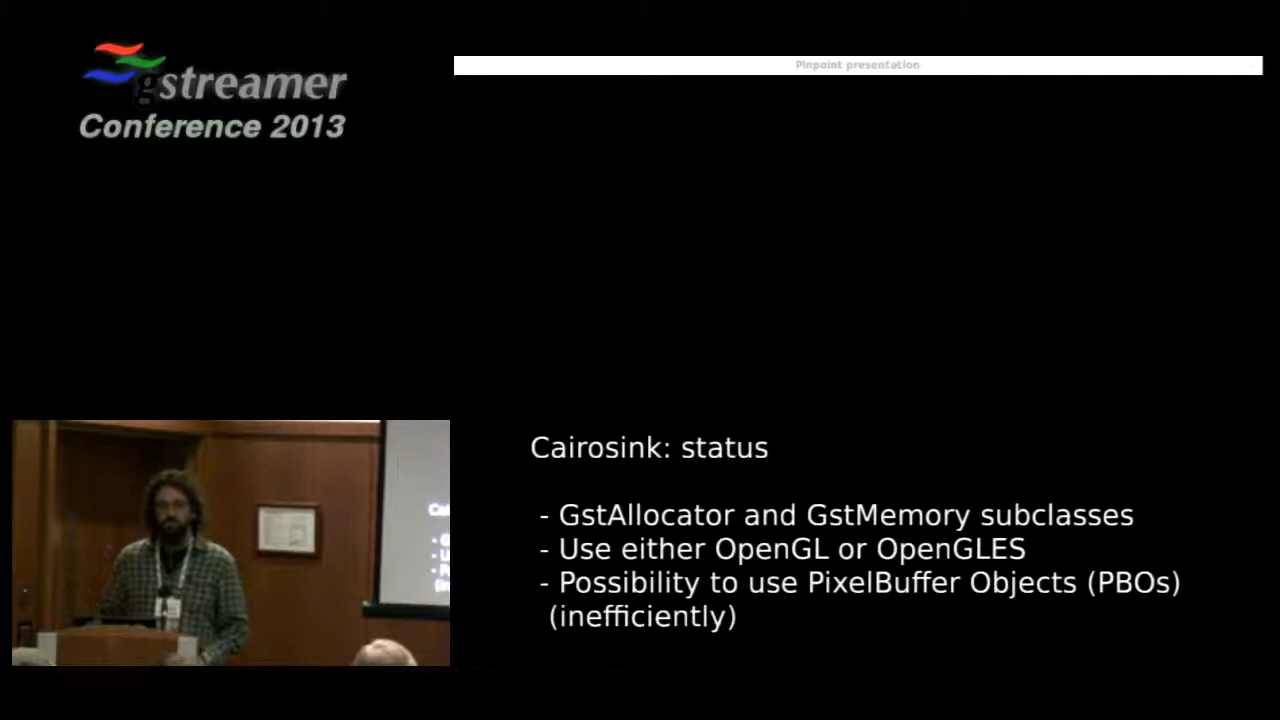 gstreamer
Conference 2013
Pinpoint presentation
Cairosink: status
- GstAllocator and GstMemory subclasses
- Use either OpenGL or OpenGLES
- Possibility to use PixelBuffer Objects (PBOs)
(inefficiently)